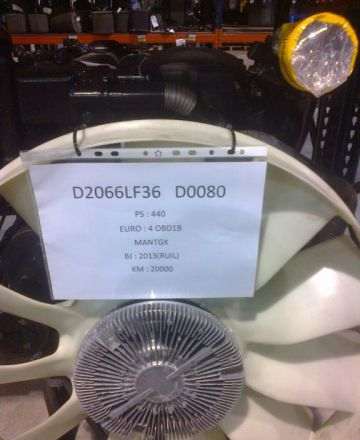 D2066LF36 D0080
PS : 440
EURO : 4 OBD1B
MANTGX
BJ : 2013(RUIL)
KM : 20000